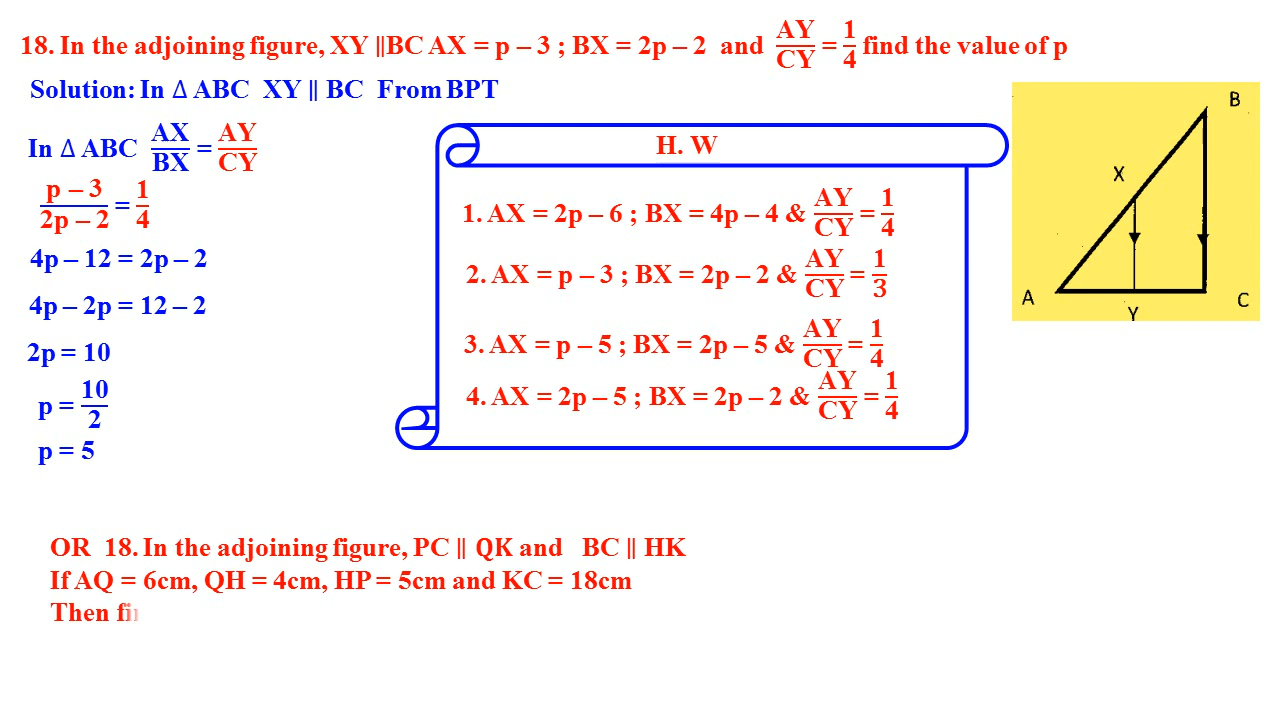 18. In the adjoining figure, XY ∥BC AX = p – 3 ; BX = 2p – 2 and AY/CY = 1/4 find the value of p
Solution: In ∆ ABC XY ∥ BC From BPT
In ∆ ABC AX/BX = AY/CY
(p – 3)/(2p – 2) = 1/4
4p – 12 = 2p – 2
4p – 2p = 12 – 2
2p = 10
p = 10/2
p = 5
H. W
1. AX = 2p – 6 ; BX = 4p – 4 & AY/CY = 1/4
2. AX = p – 3 ; BX = 2p – 2 & AY/CY = 1/3
3. AX = p – 5 ; BX = 2p – 5 & AY/CY = 1/4
4. AX = 2p – 5 ; BX = 2p – 2 & AY/CY = 1/4
B
X
A
Y
C
OR 18. In the adjoining figure, PC ∥ QK and BC ∥ HK
If AQ = 6cm, QH = 4cm, HP = 5cm and KC = 18cm
Then